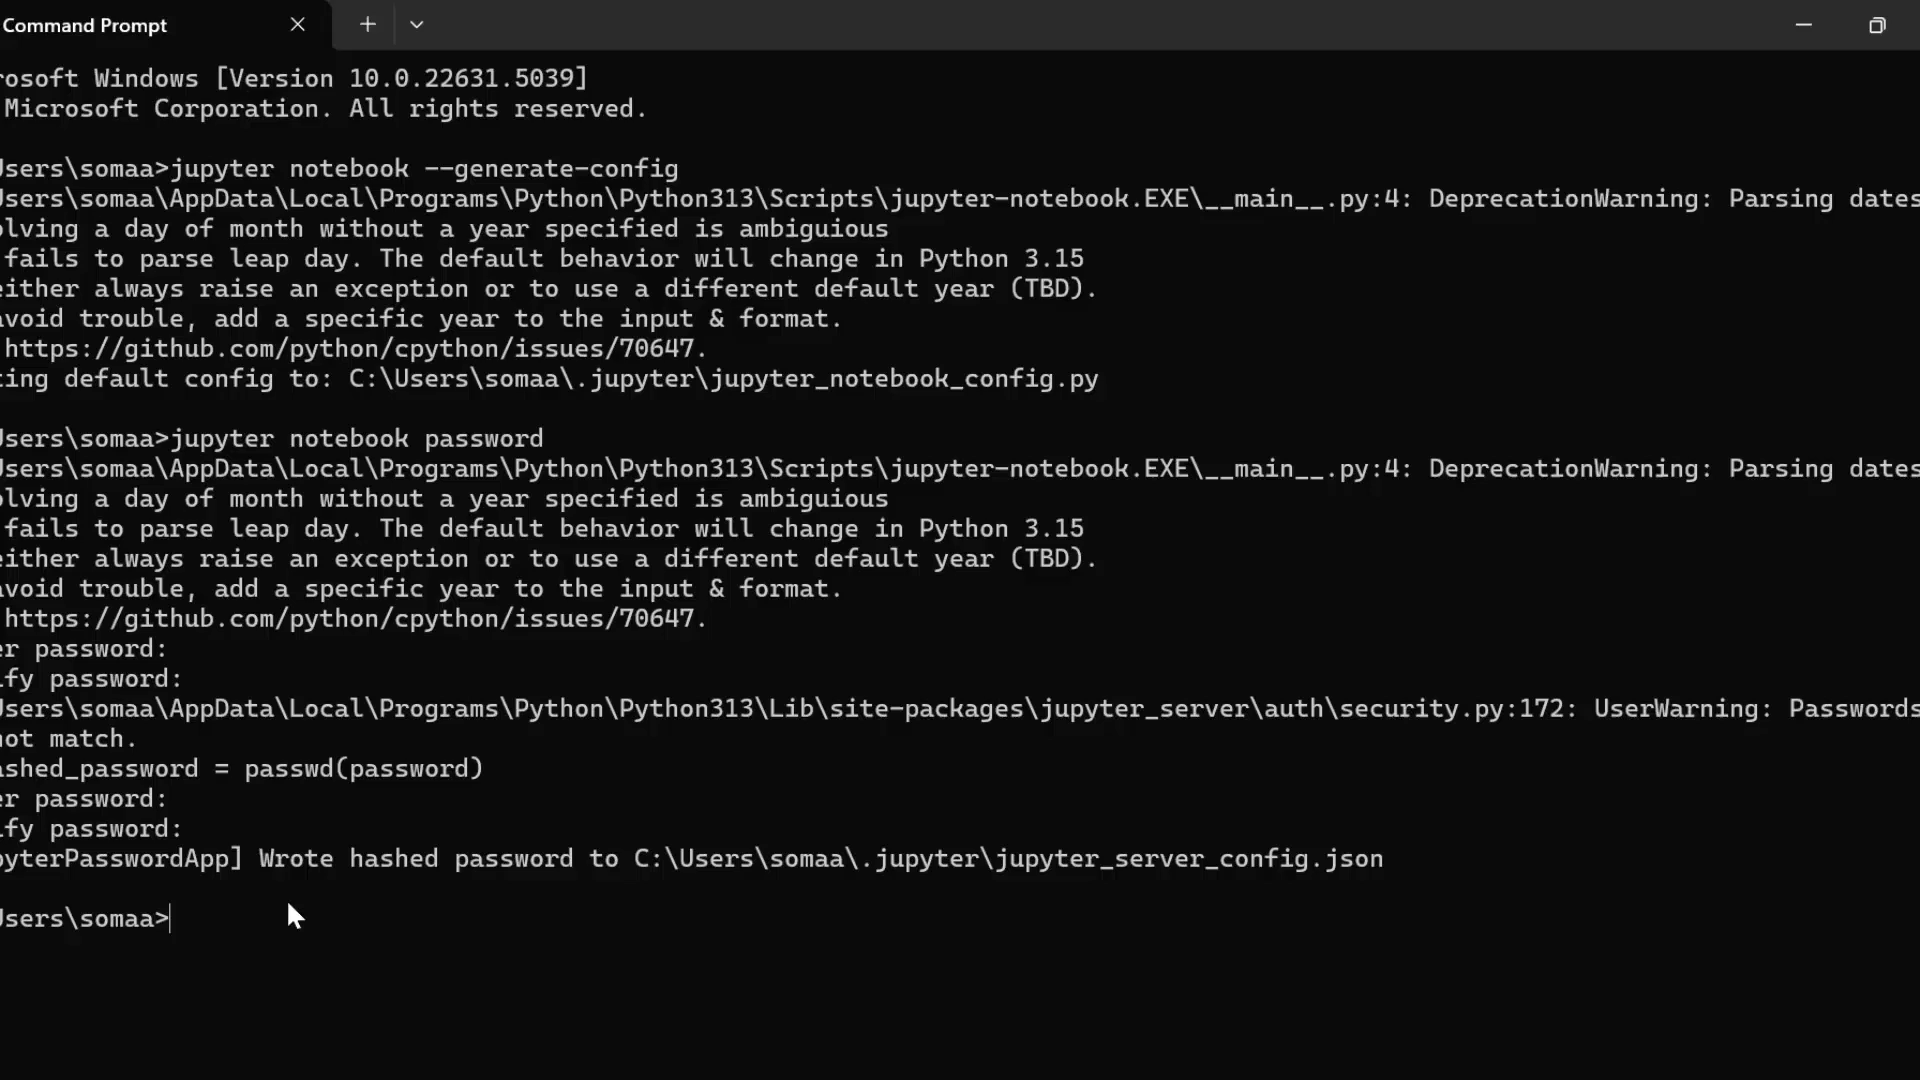 Command Prompt
rosoft Windows [Version 10.0.22631.5039]
Microsoft Corporation. All rights reserved.
Users\somaa>jupyter notebook --generate-config
Users\somaa\AppData\Local\Programs\Python\Python313\Scripts\jupyter-notebook.EXE\__main__.py:4: DeprecationWarning: Parsing dates
olving a day of month without a year specified is ambiguious
fails to parse leap day. The default behavior will change in Python 3.15
either always raise an exception or to use a different default year (TBD).
avoid trouble, add a specific year to the input & format.
https://github.com/python/cpython/issues/70647.
ting default config to: C:\Users\somaa\.jupyter\jupyter_notebook_config.py
Users\somaa>jupyter notebook password
Users\somaa\AppData\Local\Programs\Python\Python313\Scripts\jupyter-notebook.EXE\__main__.py:4: DeprecationWarning: Parsing dates
olving a day of month without a year specified is ambiguious
fails to parse leap day. The default behavior will change in Python 3.15
either always raise an exception or to use a different default year (TBD).
avoid trouble, add a specific year to the input & format.
https://github.com/python/cpython/issues/70647.
er password:
ify password:
Users\somaa\AppData\Local\Programs\Python\Python313\Lib\site-packages\jupyter_server\auth\security.py:172: UserWarning: Passwords
not match.
ashed_password = passwd(password)
er password:
ify password:
pyterPasswordApp] Wrote hashed password to C:\Users\somaa\.jupyter\jupyter_server_config.json
Users\somaa>